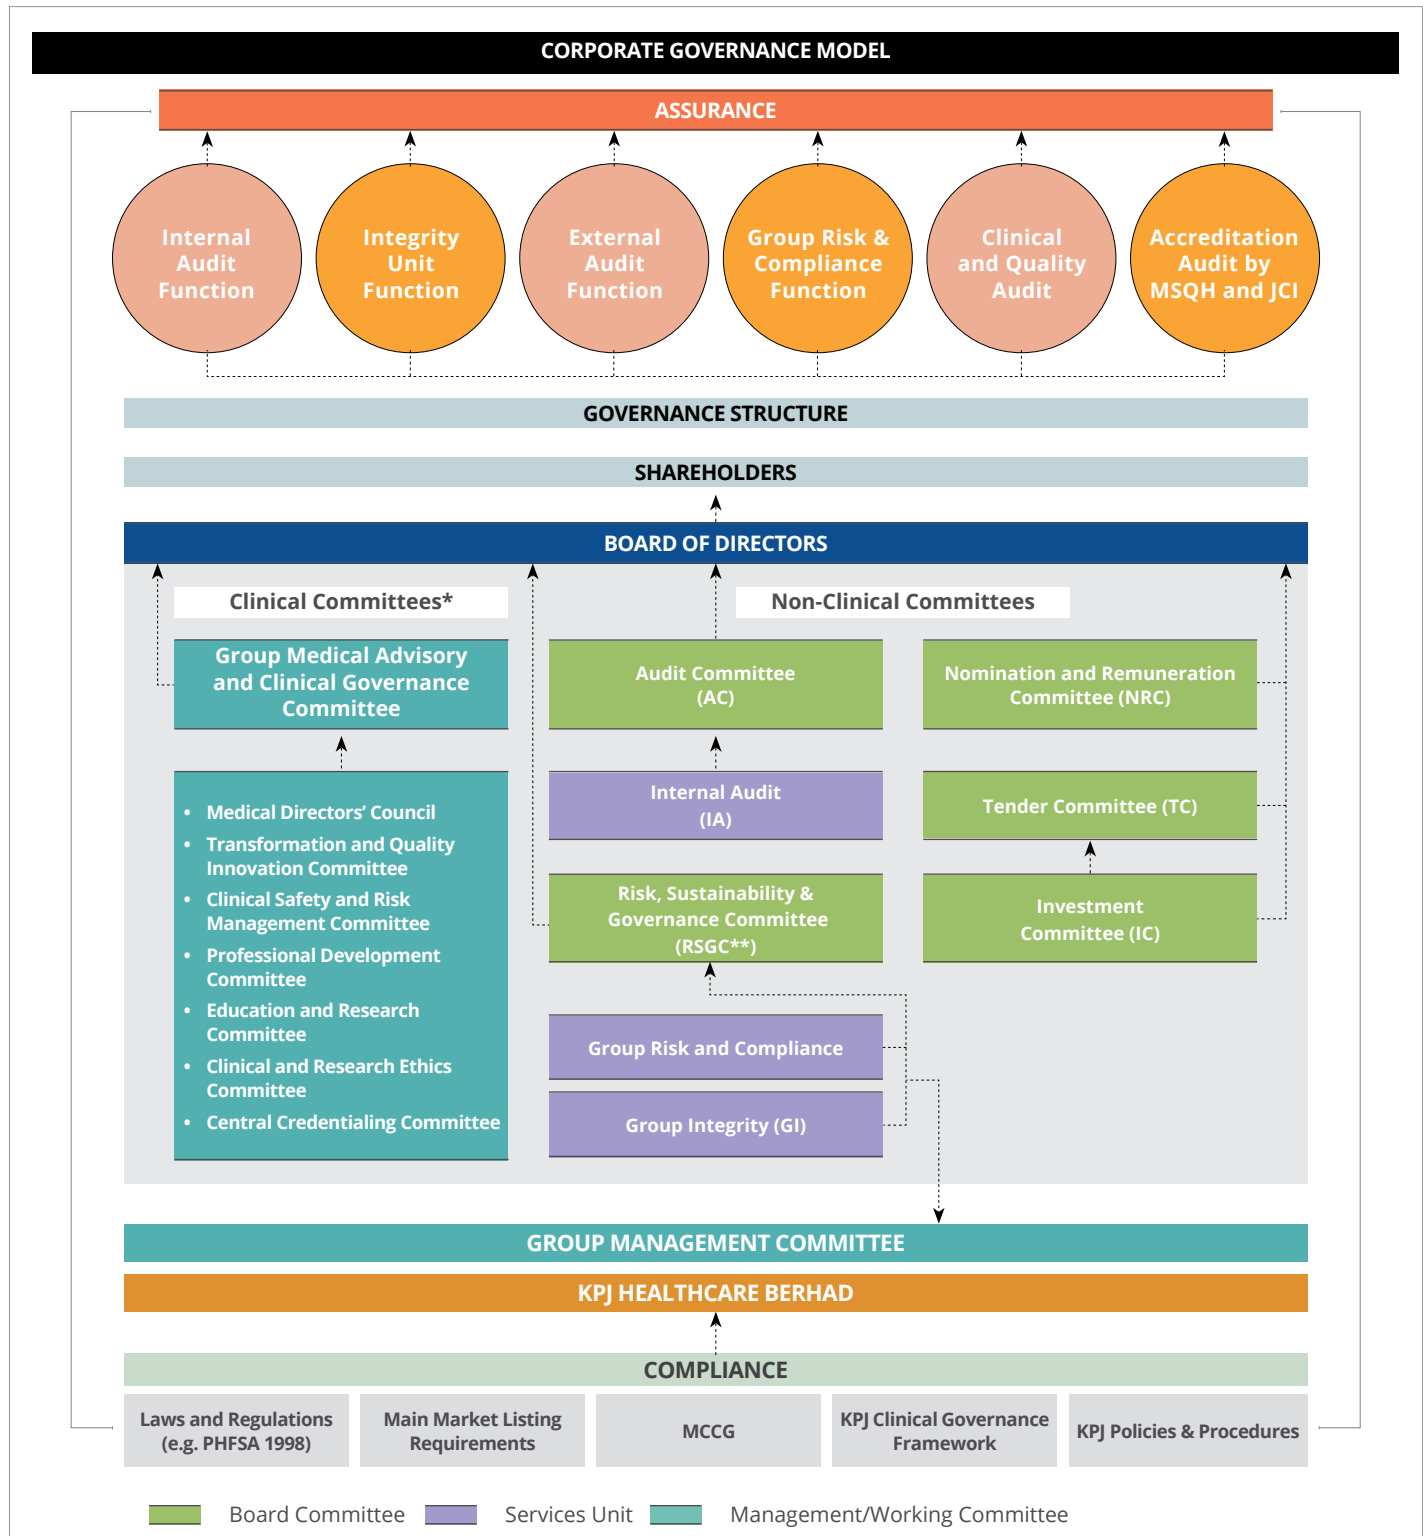 CORPORATE GOVERNANCE MODEL
ASSURANCE
Internal
Audit
Function
Integrity
Unit
Function
External
Audit
Function
Group Risk &
Compliance
Function
Clinical
and Quality
Audit
Accreditation
Audit by
MSQH and JCI
GOVERNANCE STRUCTURE
SHAREHOLDERS
BOARD OF DIRECTORS
Clinical Committees*
Group Medical Advisory
and Clinical Governance
Committee
• Medical Directors’ Council
• Transformation and Quality
Innovation Committee
• Clinical Safety and Risk
Management Committee
• Professional Development
Committee
• Education and Research
Committee
• Clinical and Research Ethics
Committee
• Central Credentialing Committee
Non-Clinical Committees
Audit Committee
(AC)
Internal Audit
(IA)
Risk, Sustainability &
Governance Committee
(RSGC**)
Group Risk and Compliance
Group Integrity (GI)
Nomination and Remuneration
Committee (NRC)
Tender Committee (TC)
Investment
Committee (IC)
GROUP MANAGEMENT COMMITTEE
KPJ HEALTHCARE BERHAD
COMPLIANCE
Laws and Regulations
(e.g. PHFSA 1998)
Main Market Listing
Requirements
MCCG
KPJ Clinical Governance
Framework
KPJ Policies & Procedures
Board Committee
Services Unit
Management/Working Committee